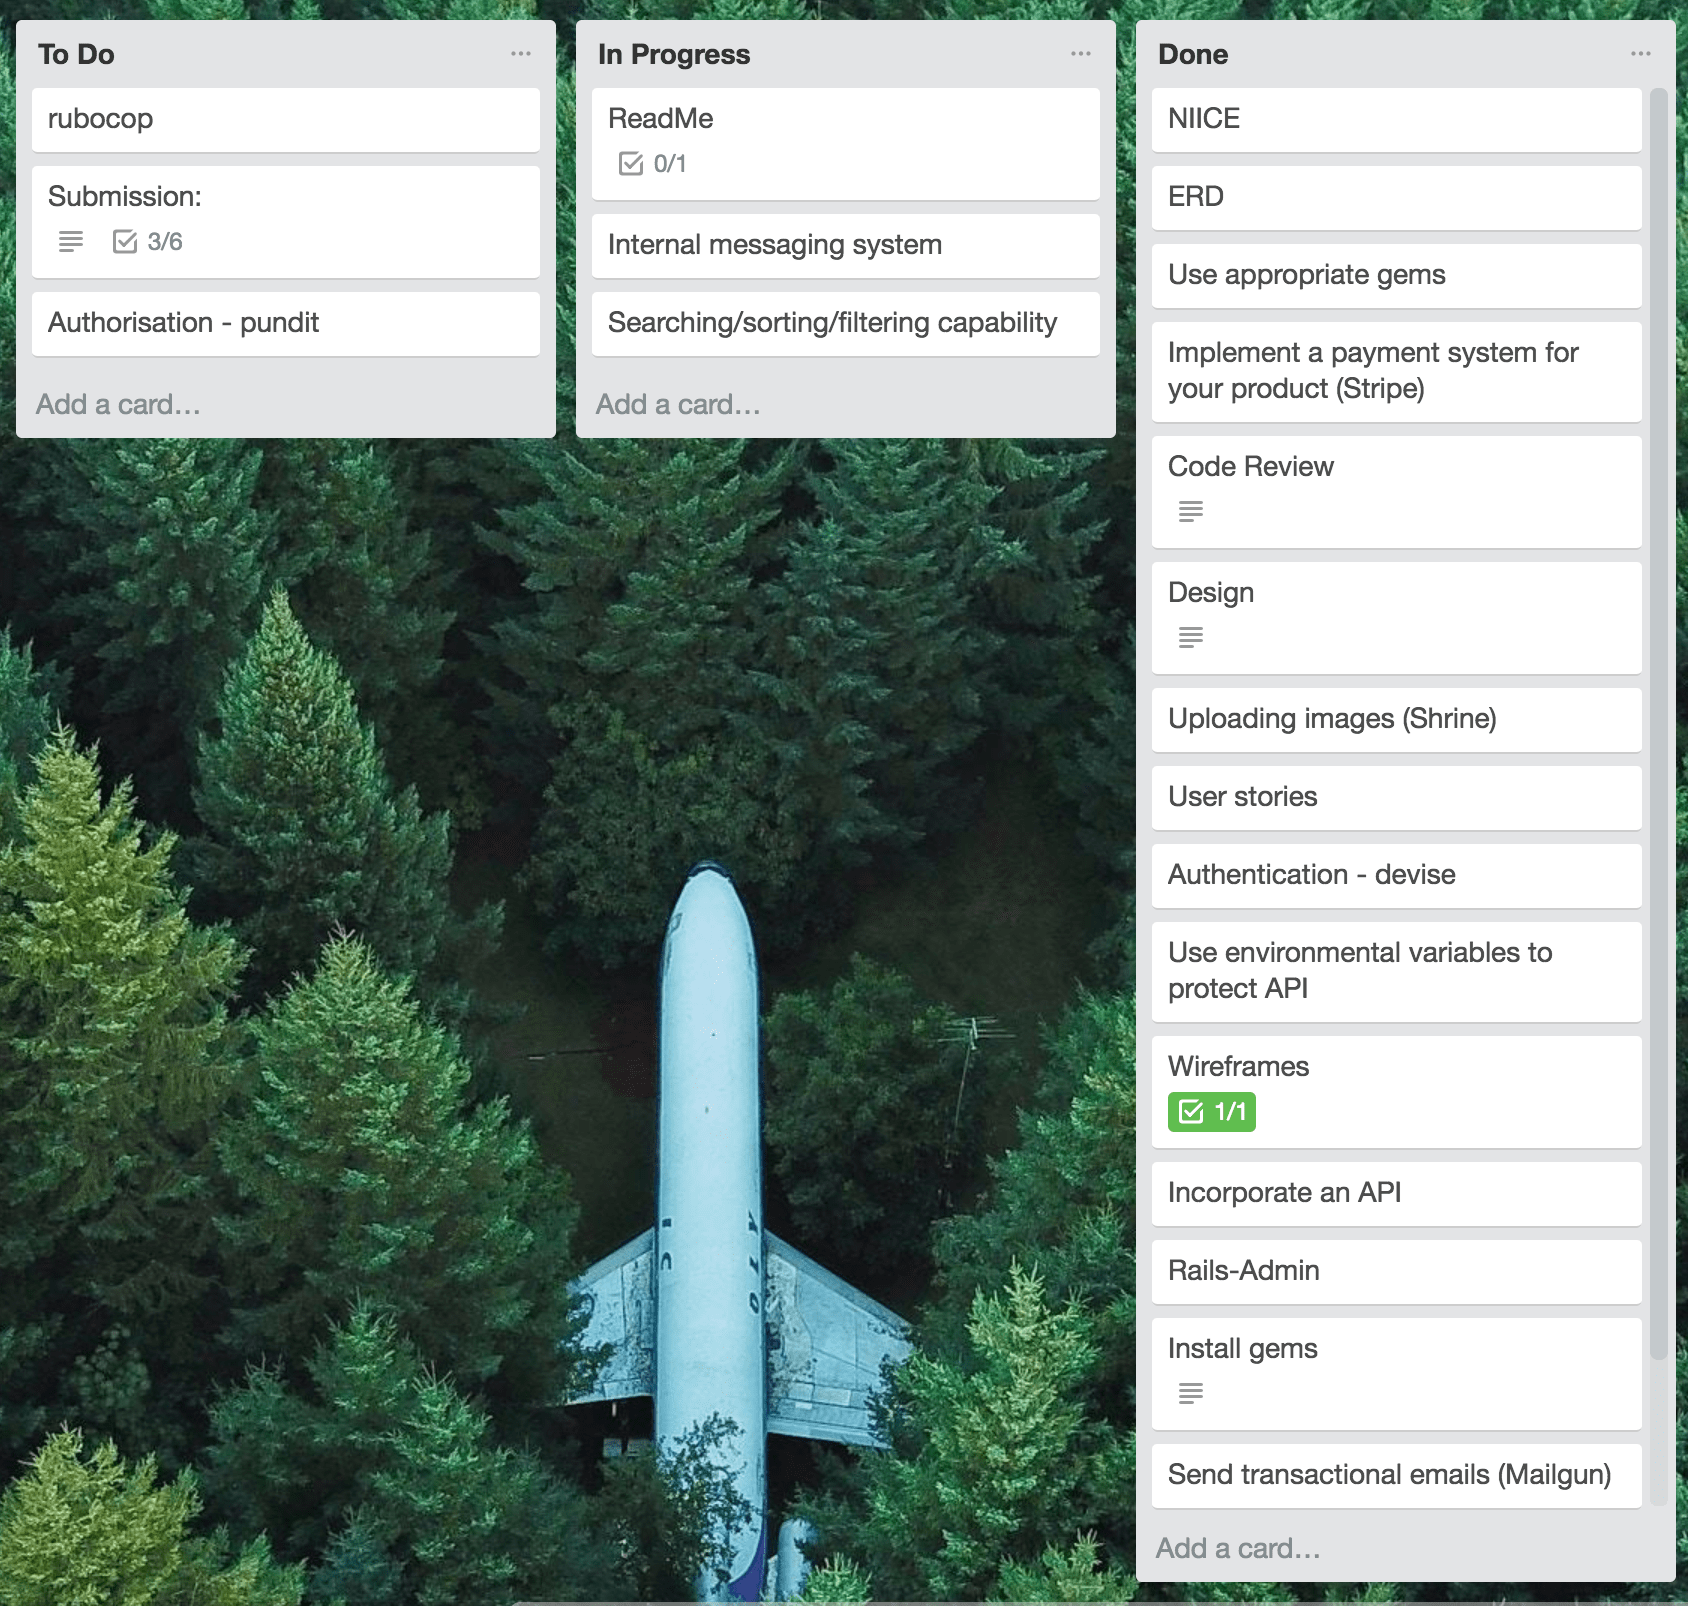 To Do
rubocop
Submission:
3/6
Authorisation - pundit
Add a card...
In Progress
ReadMe
0/1
Internal messaging system
Searching/sorting/filtering capability
Add a card...
Done
NIICE
ERD
Use appropriate gems
Implement a payment system for
your product (Stripe)
Code Review
Design
Uploading images (Shrine)
User stories
Authentication - devise
Use environmental variables to
protect API
Wireframes
1/1
Incorporate an API
Rails-Admin
Install gems
Send transactional emails (Mailgun)
Add a card...